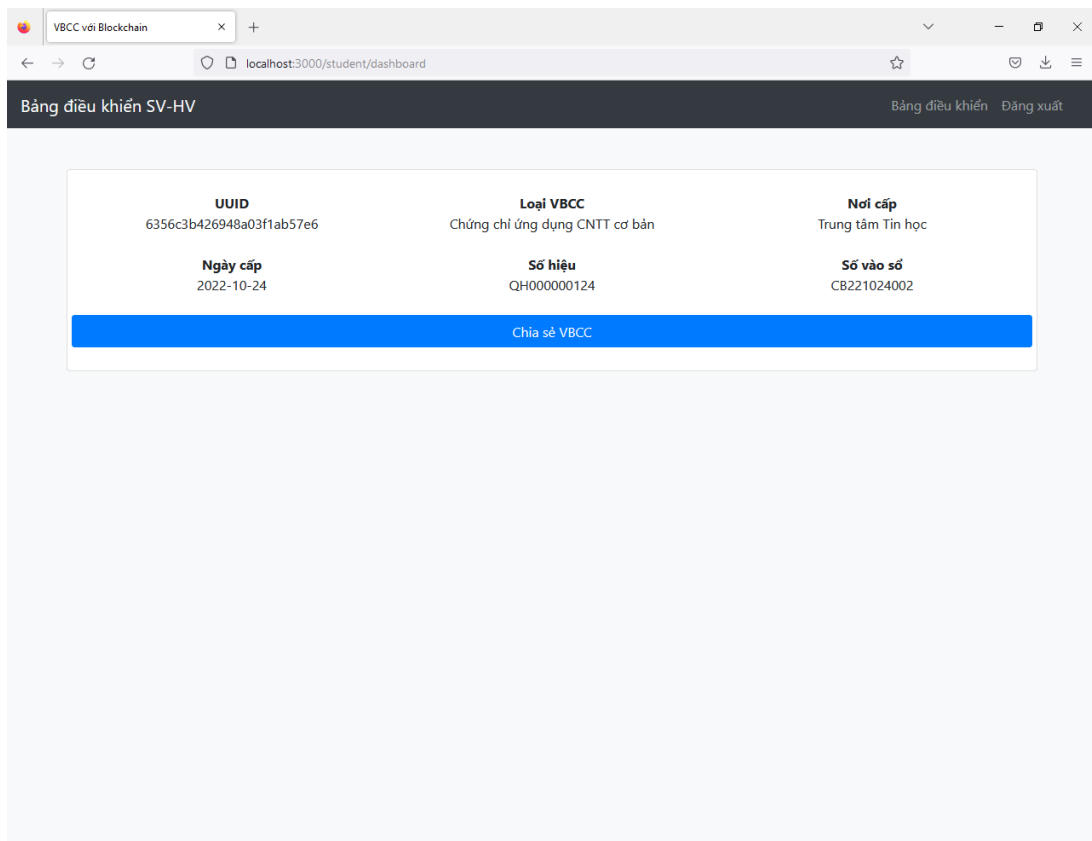 VBCC với Blockchain
localhost:3000/student/dashboard
Bảng điều khiển SV-HV
Bảng điều khiển Đăng xuất
UUID Loại VBCC Nơi cấp
6356c3b426948a03f1ab57e6 Chứng chỉ ứng dụng CNTT cơ bản Trung tâm Tin học
Ngày cấp Số hiệu Số vào sổ
2022-10-24 QH000000124 CB221024002
Chia sẻ VBCC